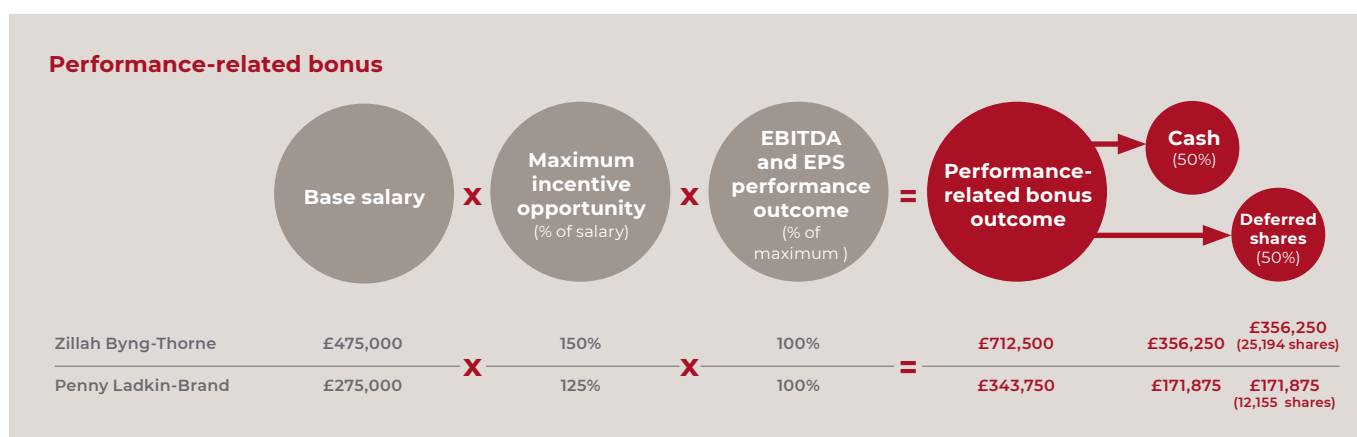 Performance-related bonus
Base salary
x
Maximum
incentive
opportunity
(% of salary)
x
EBITDA
and EPS
performance
outcome
(% of
maximum )
=
Performance-
related bonus
outcome
Cash
(50%)
Deferred
shares
(50%)
Zillah Byng-Thorne £475,000 150% 100% £712,500 £356,250 £356,250
(25,194 shares)
x x =
Penny Ladkin-Brand £275,000 125% 100% £343,750 £171,875 £171,875
(12,155 shares)